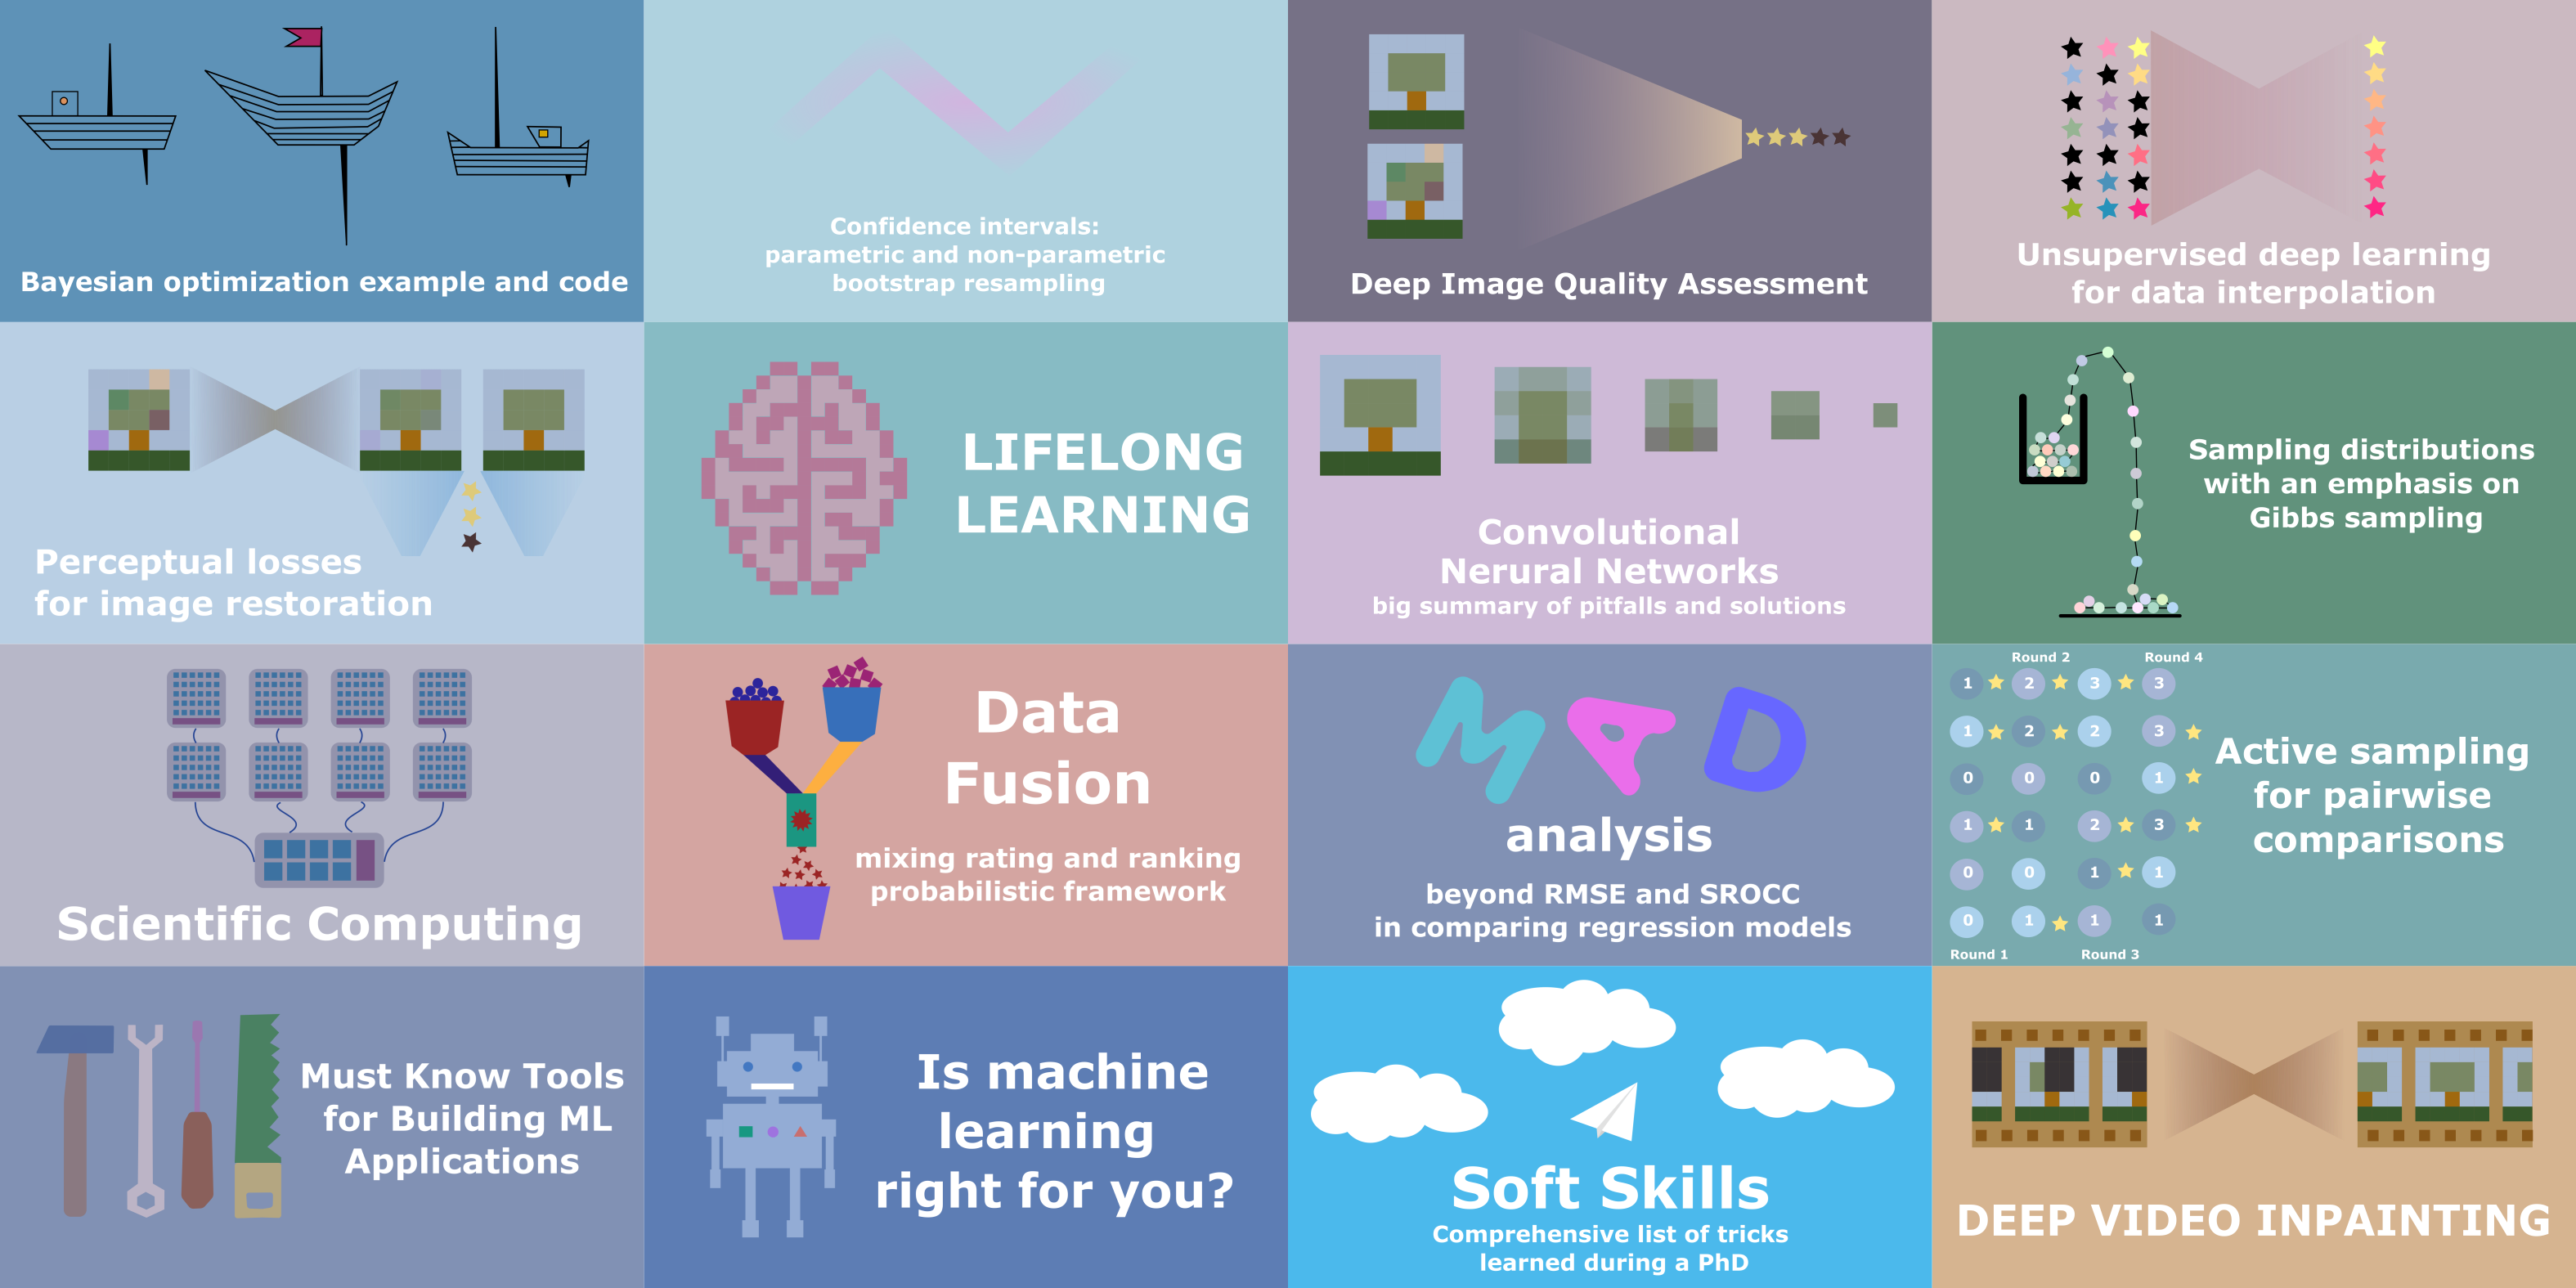 Bayesian optimization example and code
Confidence intervals:
parametric and non-parametric
bootstrap resampling
Deep Image Quality Assessment
Unsupervised deep learning
for data interpolation
Perceptual losses
for image restoration
LIFELONG
LEARNING
Convolutional
Nerural Networks
big summary of pitfalls and solutions
Sampling distributions
with an emphasis on
Gibbs sampling
Scientific Computing
Data
Fusion
mixing rating and ranking
probabilistic framework
MAD
analysis
beyond RMSE and SROCC
in comparing regression models
Round 2 Round 4
1 2 3 3
1 2 2 3
0 0 0 1
1 1 2 3
0 0 1 1
0 1 1 1
Round 1 Round 3
Active sampling
for pairwise
comparisons
Must Know Tools
for Building ML
Applications
Is machine
learning
right for you?
Soft Skills
Comprehensive list of tricks
learned during a PhD
DEEP VIDEO INPAINTING